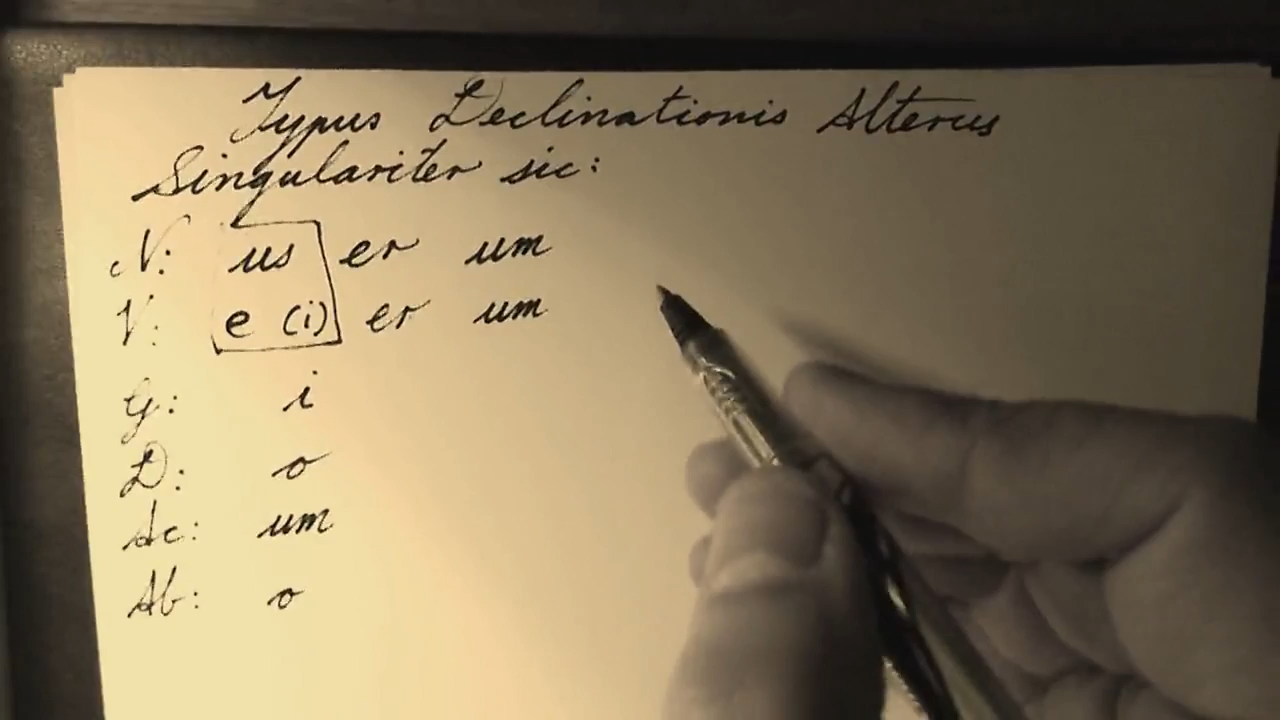 Typus Declinationis Alterus
Singulariter sic:
N: us er um
V: e (i) er um
G: i
D: o
Ac: um
Ab: o